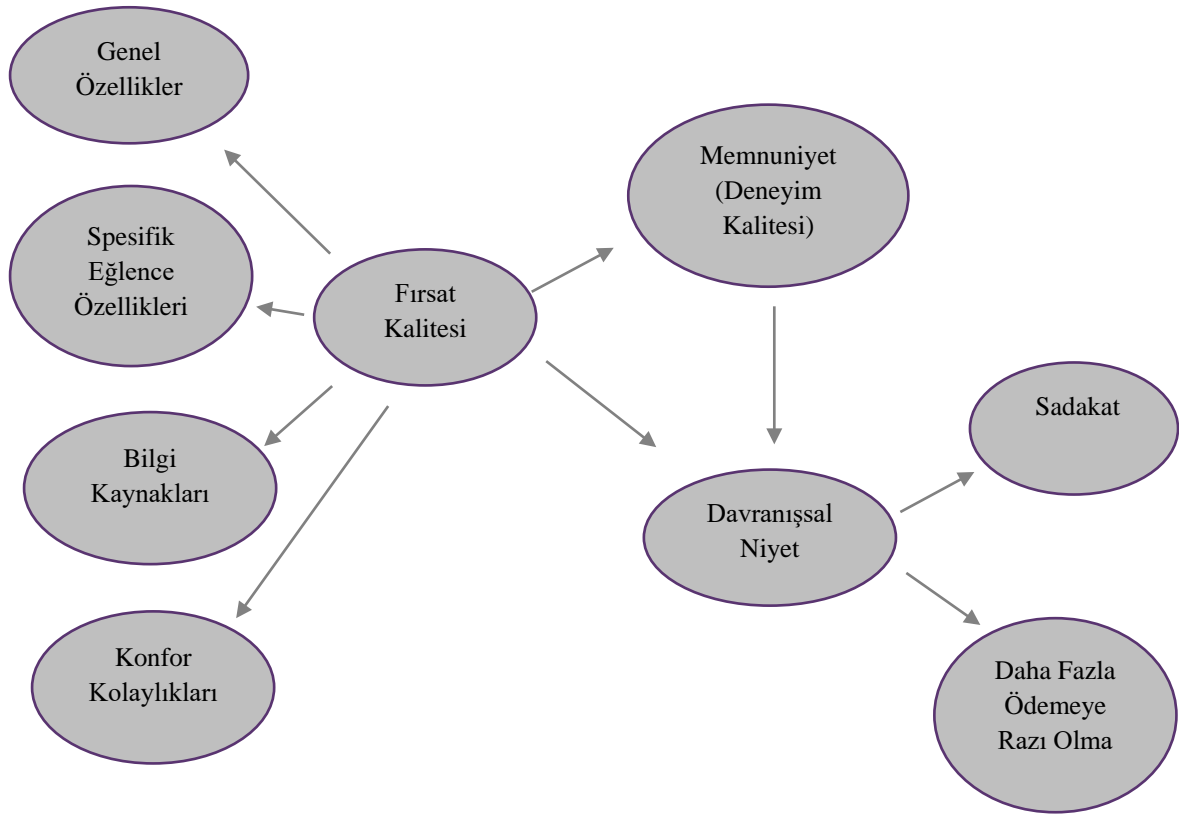 Genel
Özellikler
Spesifik
Eğlence
Özellikleri
Bilgi
Kaynakları
Konfor
Kolaylıkları
Fırsat
Kalitesi
Memnuniyet
(Deneyim
Kalitesi)
Davranışsal
Niyet
Sadakat
Daha Fazla
Ödemeye
Razı Olma